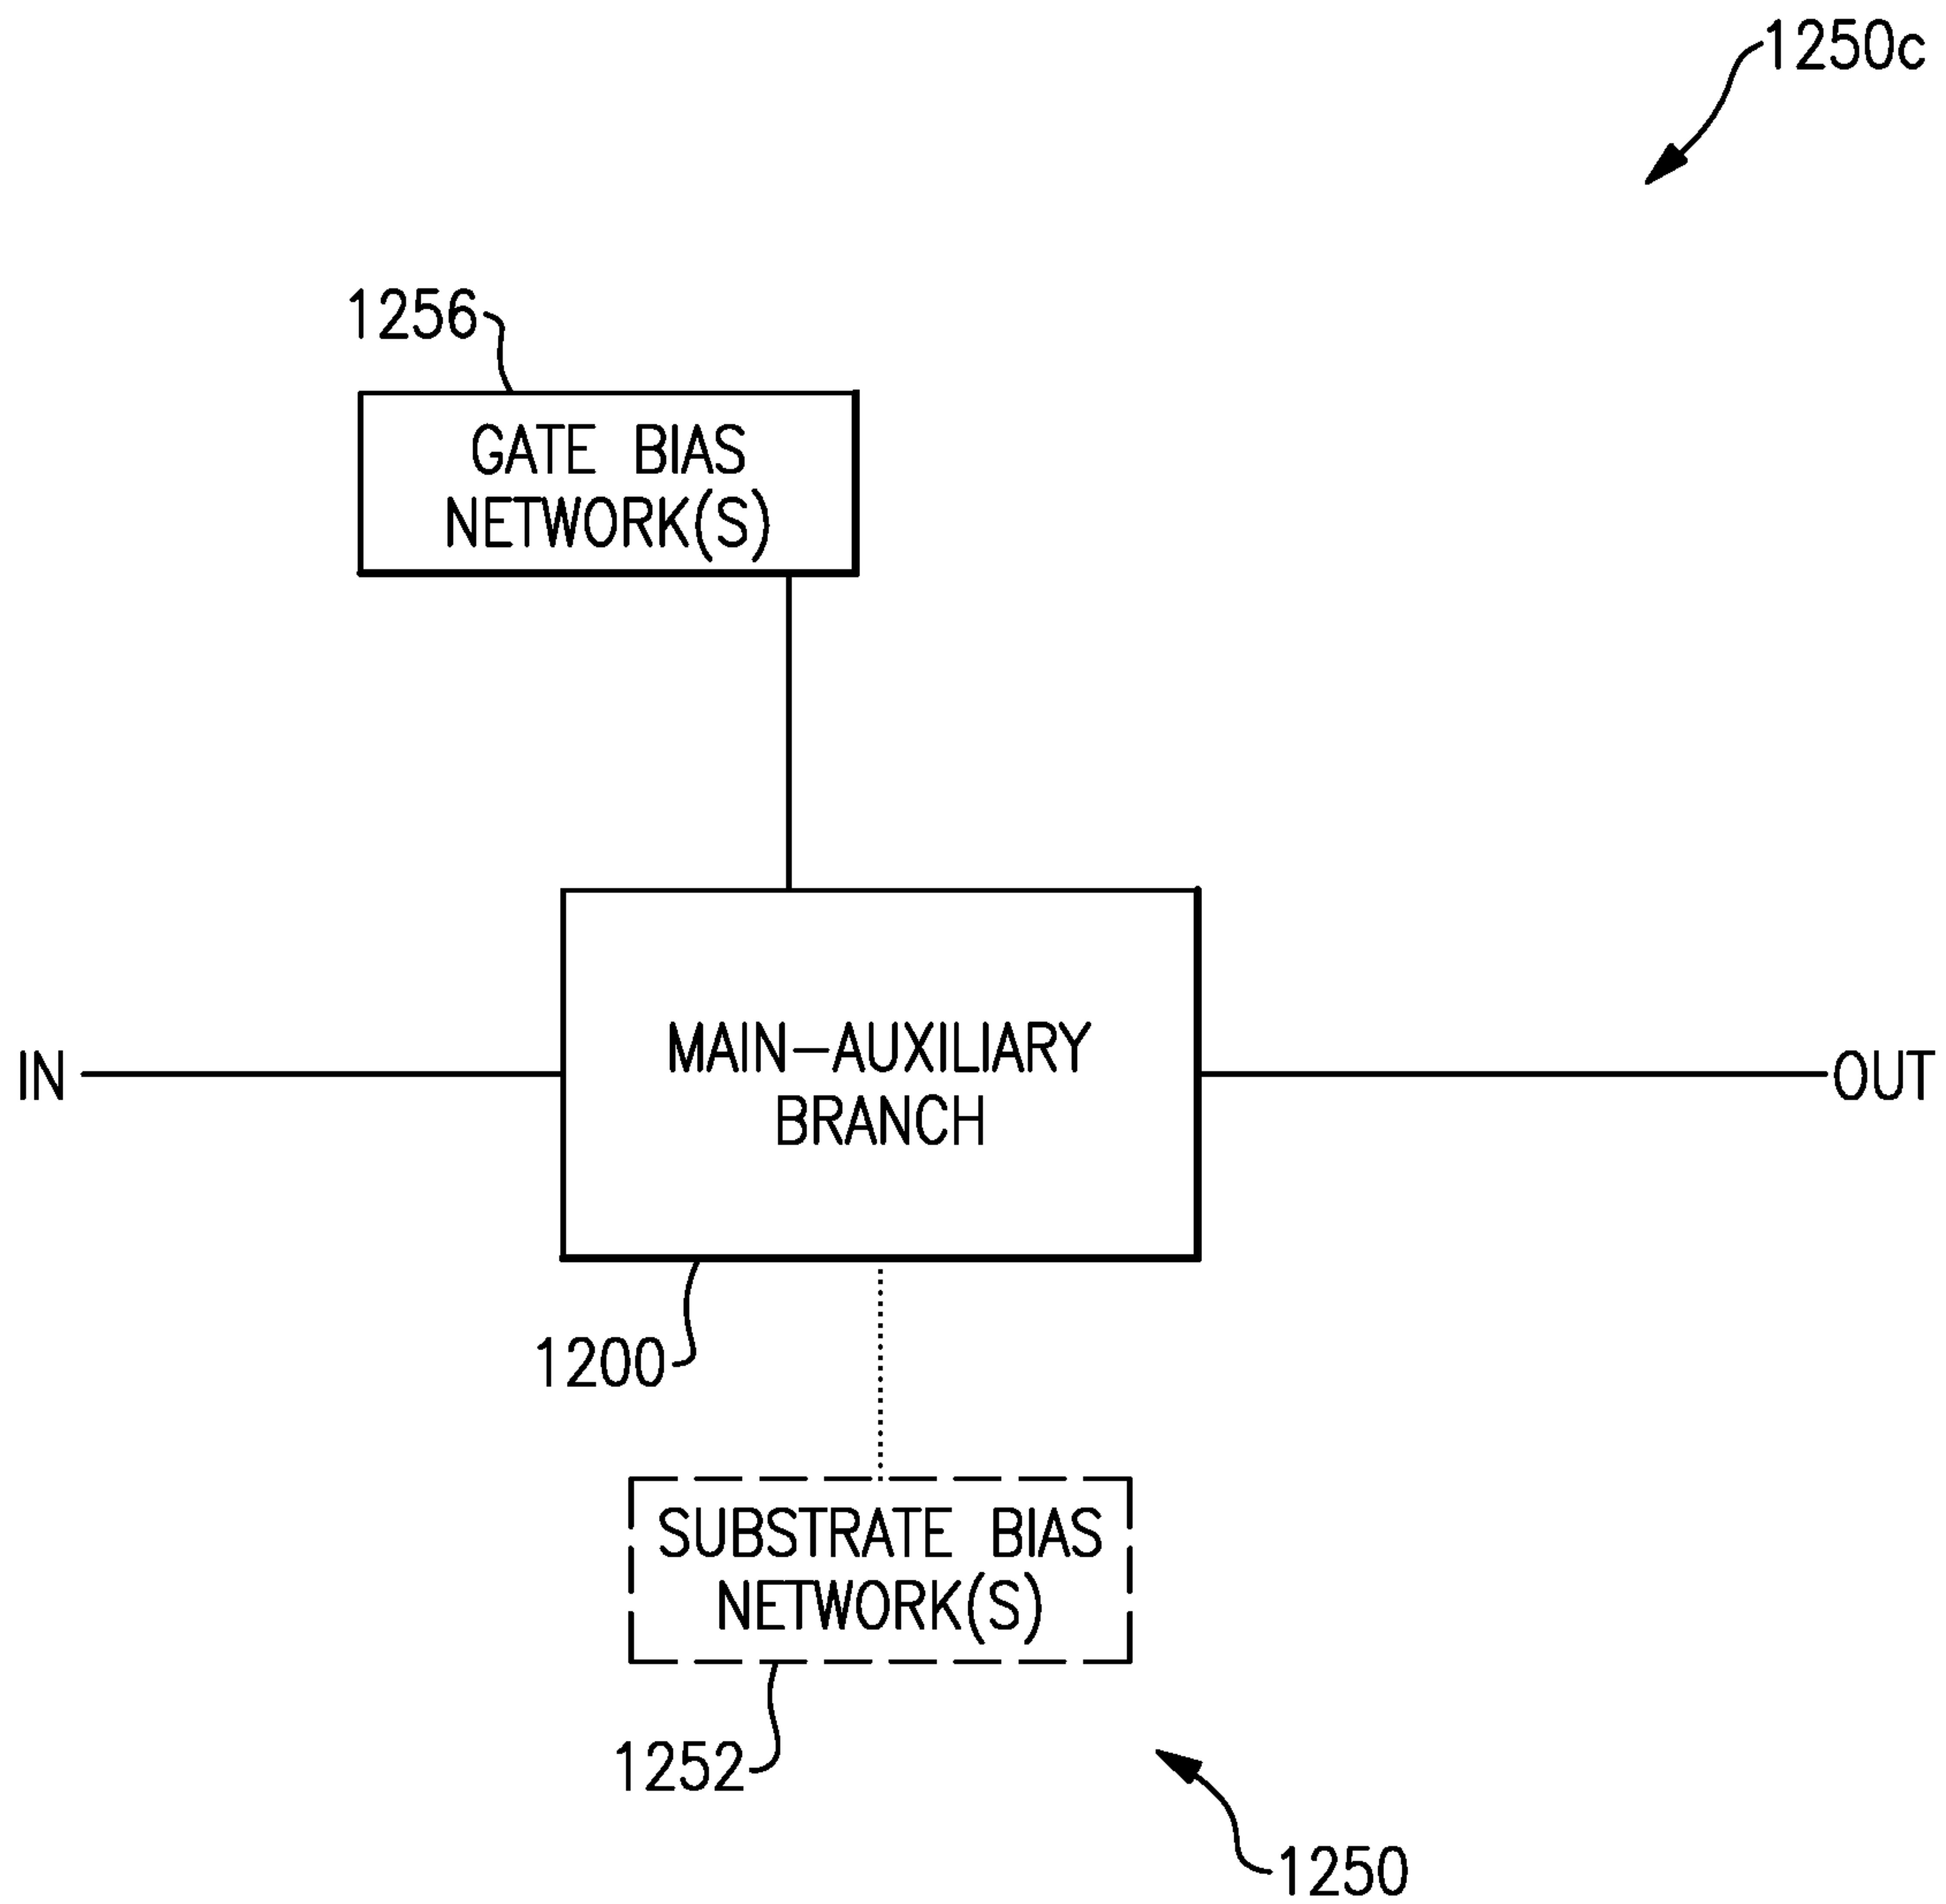 1250c
1256
GATE BIAS
NETWORK(S)
MAIN-AUXILIARY
BRANCH
IN
OUT
1200
SUBSTRATE BIAS
NETWORK(S)
1252
1250